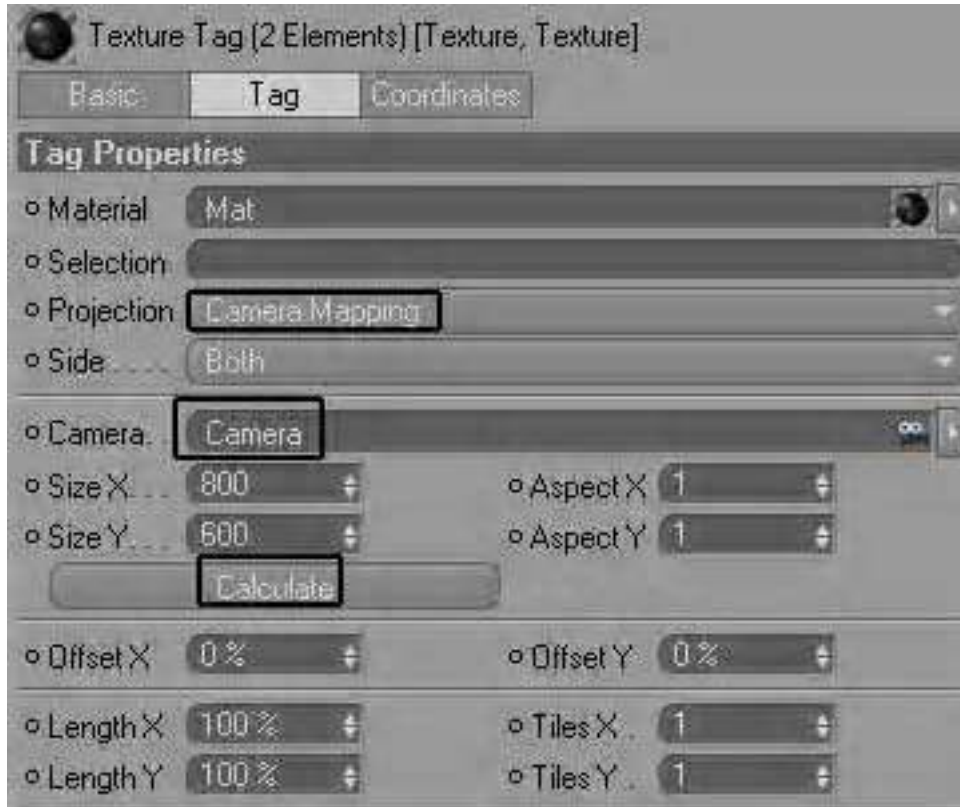 Texture Tag (2 Elements) [Texture, Texture]
Basic Tag Coordinates
Tag Properties
Material Mat
Selection
Projection Camera Mapping
Side . . . . Both
Camera. Camera
Size X. . . . 800 Aspect X 1
Size Y. . . . 600 Aspect Y 1
Calculate
Offset X 0 % Offset Y 0 %
Length X 100 % Tiles X . 1
Length Y 100 % Tiles Y . 1